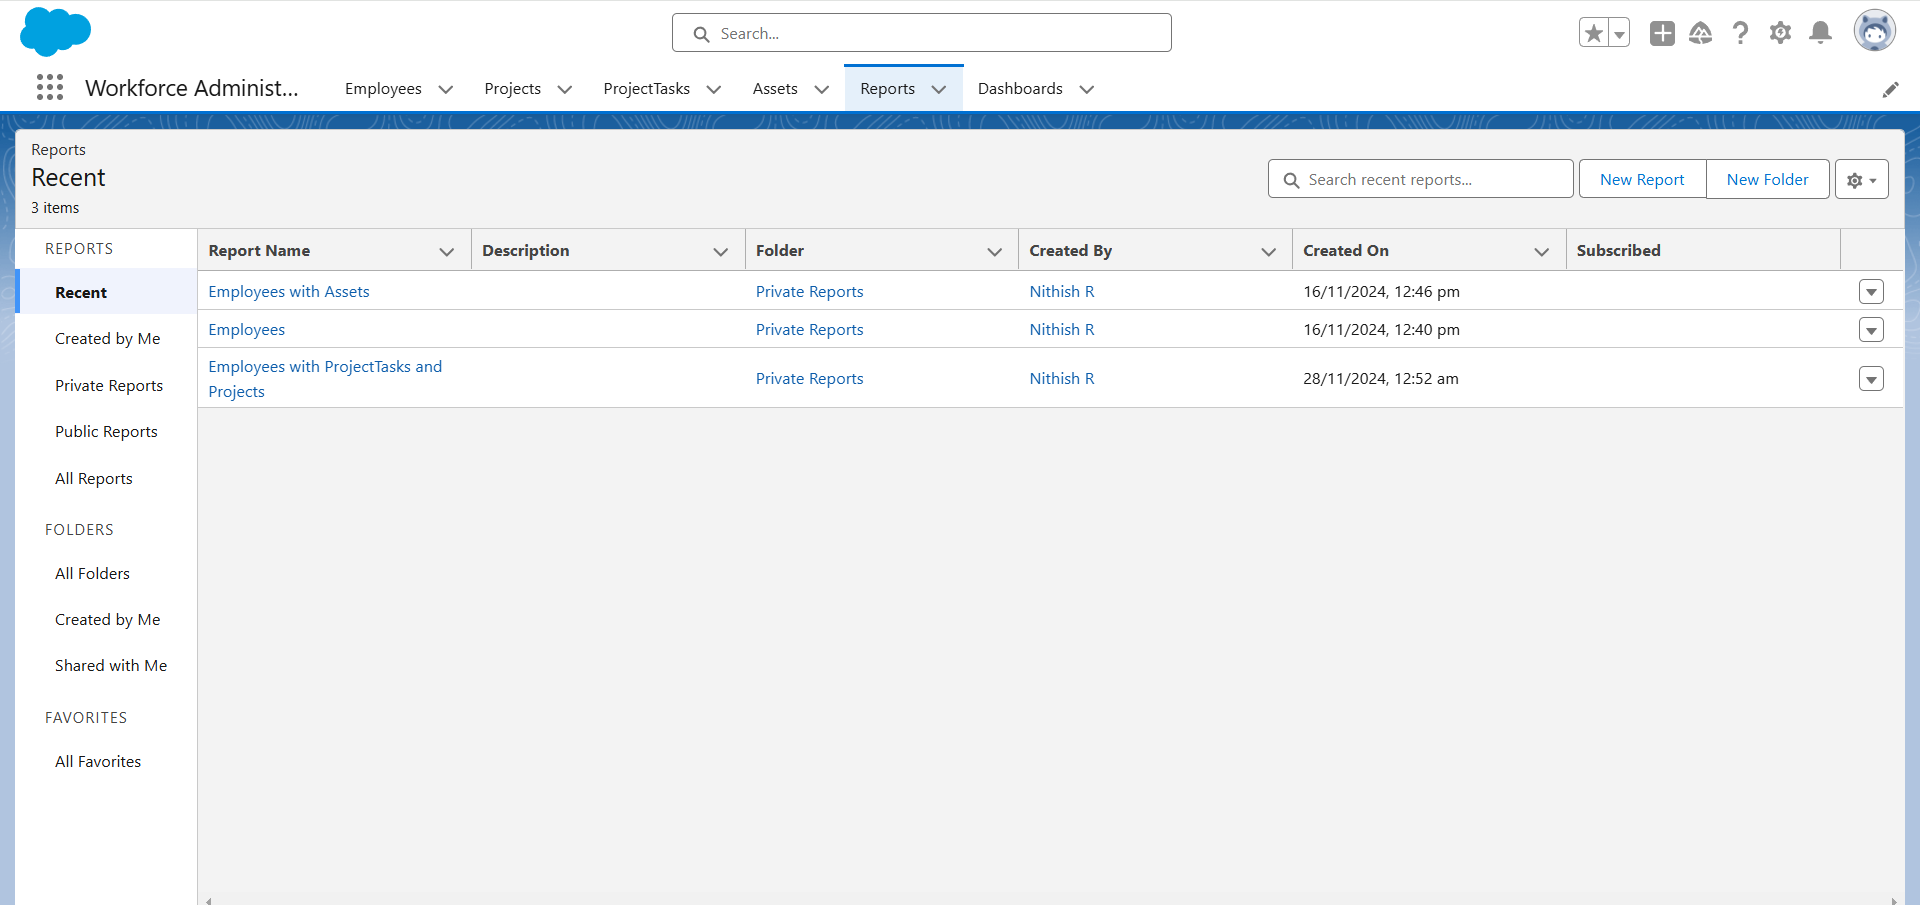 Search...
Workforce Administ...
Employees
Projects
ProjectTasks
Assets
Reports
Dashboards
Reports
Recent
3 items
Search recent reports...
New Report
New Folder
REPORTS
Recent
Created by Me
Private Reports
Public Reports
All Reports
FOLDERS
All Folders
Created by Me
Shared with Me
FAVORITES
All Favorites
Report Name Description Folder Created By Created On Subscribed
Employees with Assets Private Reports Nithish R 16/11/2024, 12:46 pm
Employees Private Reports Nithish R 16/11/2024, 12:40 pm
Employees with ProjectTasks and
Projects
Private Reports Nithish R 28/11/2024, 12:52 am